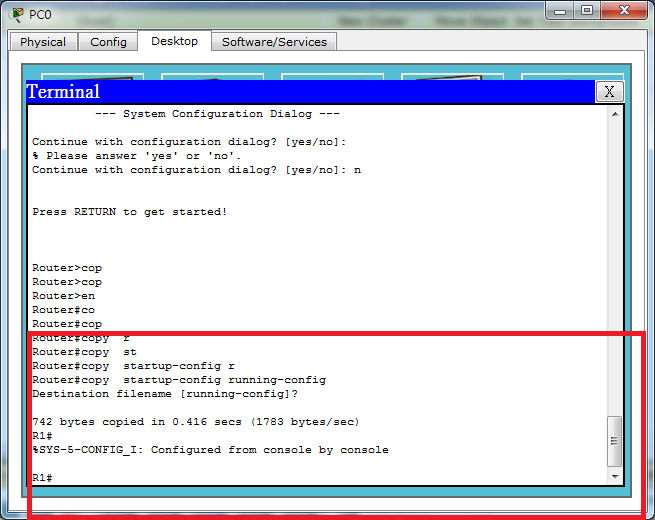 PC0
New Cluster
Physical
Config
Desktop
Software/Services
Terminal
X
--- System Configuration Dialog ---
Continue with configuration dialog? [yes/no]:
% Please answer 'yes' or 'no'.
Continue with configuration dialog? [yes/no]: n
Press RETURN to get started!
Router>cop
Router>cop
Router>en
Router#co
Router#cop
Router#copy  r
Router#copy  st
Router#copy  startup-config r
Router#copy  startup-config running-config
Destination filename [running-config]?
742 bytes copied in 0.416 secs (1783 bytes/sec)
R1#
%SYS-5-CONFIG_I: Configured from console by console
R1#